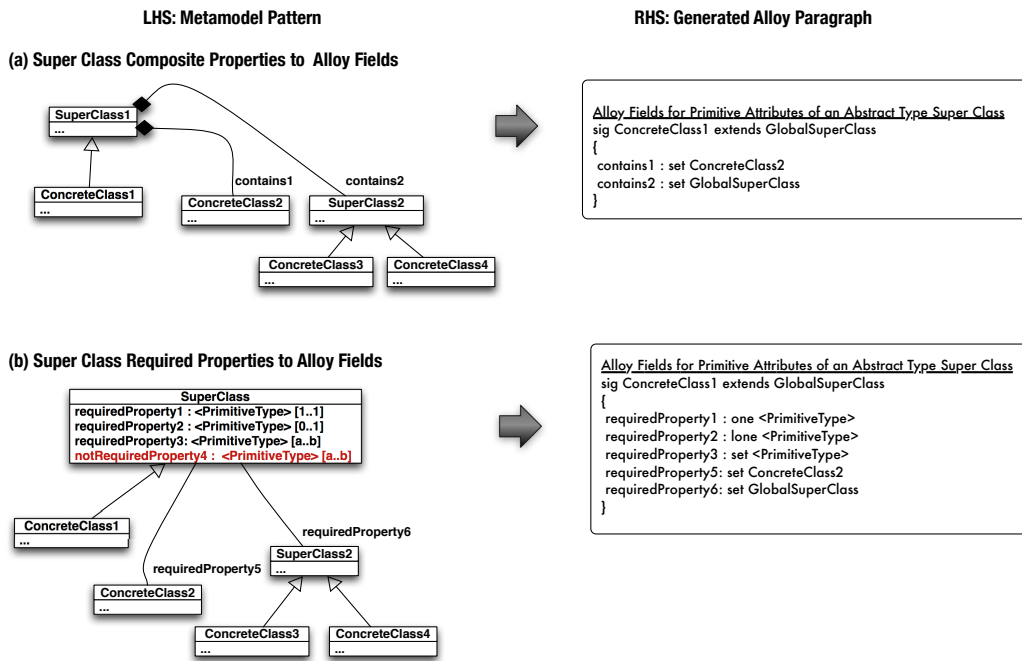 LHS: Metamodel Pattern
RHS: Generated Alloy Paragraph
(a) Super Class Composite Properties to Alloy Fields
SuperClass1
...
ConcreteClass1
...
contains1
contains2
ConcreteClass2
...
SuperClass2
...
ConcreteClass3
...
ConcreteClass4
...
Alloy Fields for Primitive Attributes of an Abstract Type Super Class
sig ConcreteClass1 extends GlobalSuperClass
{
contains1 : set ConcreteClass2
contains2 : set GlobalSuperClass
}
(b) Super Class Required Properties to Alloy Fields
SuperClass
requiredProperty1 : <PrimitiveType> [1..1]
requiredProperty2 : <PrimitiveType> [0..1]
requiredProperty3: <PrimitiveType> [a..b]
notRequiredProperty4 : <PrimitiveType> [a..b]
ConcreteClass1
...
requiredProperty6
SuperClass2
...
requiredProperty5
ConcreteClass2
...
ConcreteClass3
...
ConcreteClass4
...
Alloy Fields for Primitive Attributes of an Abstract Type Super Class
sig ConcreteClass1 extends GlobalSuperClass
{
requiredProperty1 : one <PrimitiveType>
requiredProperty2 : lone <PrimitiveType>
requiredProperty3 : set <PrimitiveType>
requiredProperty5: set ConcreteClass2
requiredProperty6: set GlobalSuperClass
}